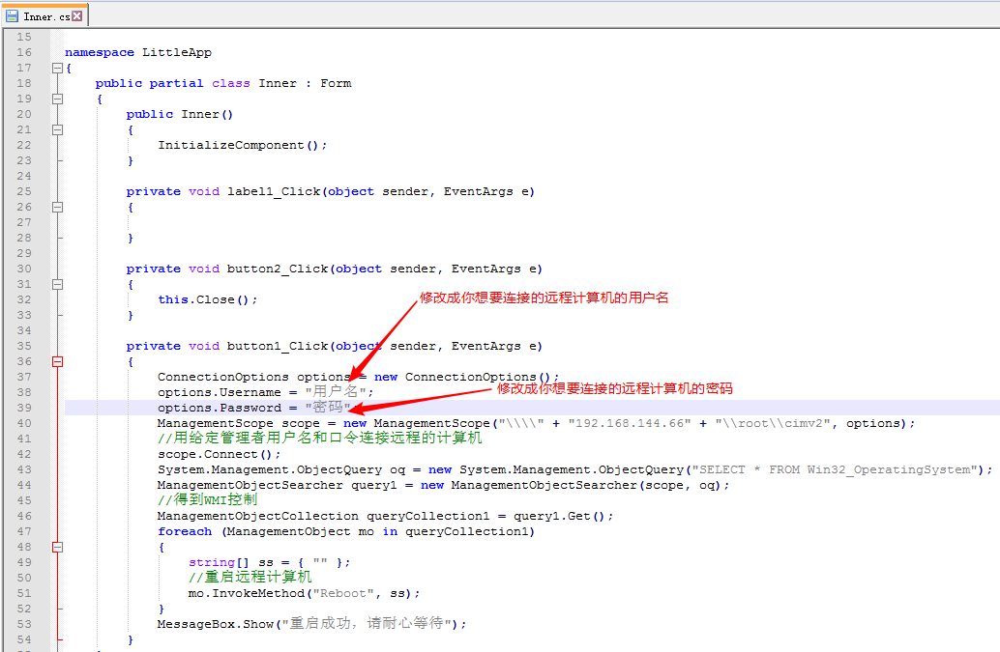 Inner.cs
15
16 namespace LittleApp
17 {
18 public partial class Inner : Form
19 {
20 public Inner()
21 {
22 InitializeComponent();
23 }
24
25 private void label1_Click(object sender, EventArgs e)
26 {
27
28 }
29
30 private void button2_Click(object sender, EventArgs e)
31 {
32 this.Close();
修改成你想要连接的远程计算机的用户名
33 }
34
35 private void button1_Click(object sender, EventArgs e)
36 {
37 ConnectionOptions options = new ConnectionOptions();
38 options.Username = "用户名";
修改成你想要连接的远程计算机的密码
39 options.Password = "密码";
40 ManagementScope scope = new ManagementScope("\\\\" + "192.168.144.66" + "\\root\\cimv2", options);
41 //用给定管理者用户名和口令连接远程的计算机
42 scope.Connect();
43 System.Management.ObjectQuery oq = new System.Management.ObjectQuery("SELECT * FROM Win32_OperatingSystem");
44 ManagementObjectSearcher query1 = new ManagementObjectSearcher(scope, oq);
45 //得到WMI控制
46 ManagementObjectCollection queryCollection1 = query1.Get();
47 foreach (ManagementObject mo in queryCollection1)
48 {
49 string[] ss = { "" };
50 //重启远程计算机
51 mo.InvokeMethod("Reboot", ss);
52 }
53 MessageBox.Show("重启成功，请耐心等待");
54 }